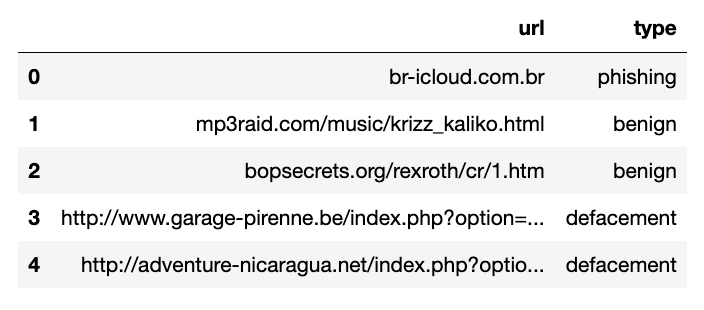 url type
0 br-icloud.com.br phishing
1 mp3raid.com/music/krizz_kaliko.html benign
2 bopsecrets.org/rexroth/cr/1.htm benign
3 http://www.garage-pirenne.be/index.php?option=... defacement
4 http://adventure-nicaragua.net/index.php?optio... defacement